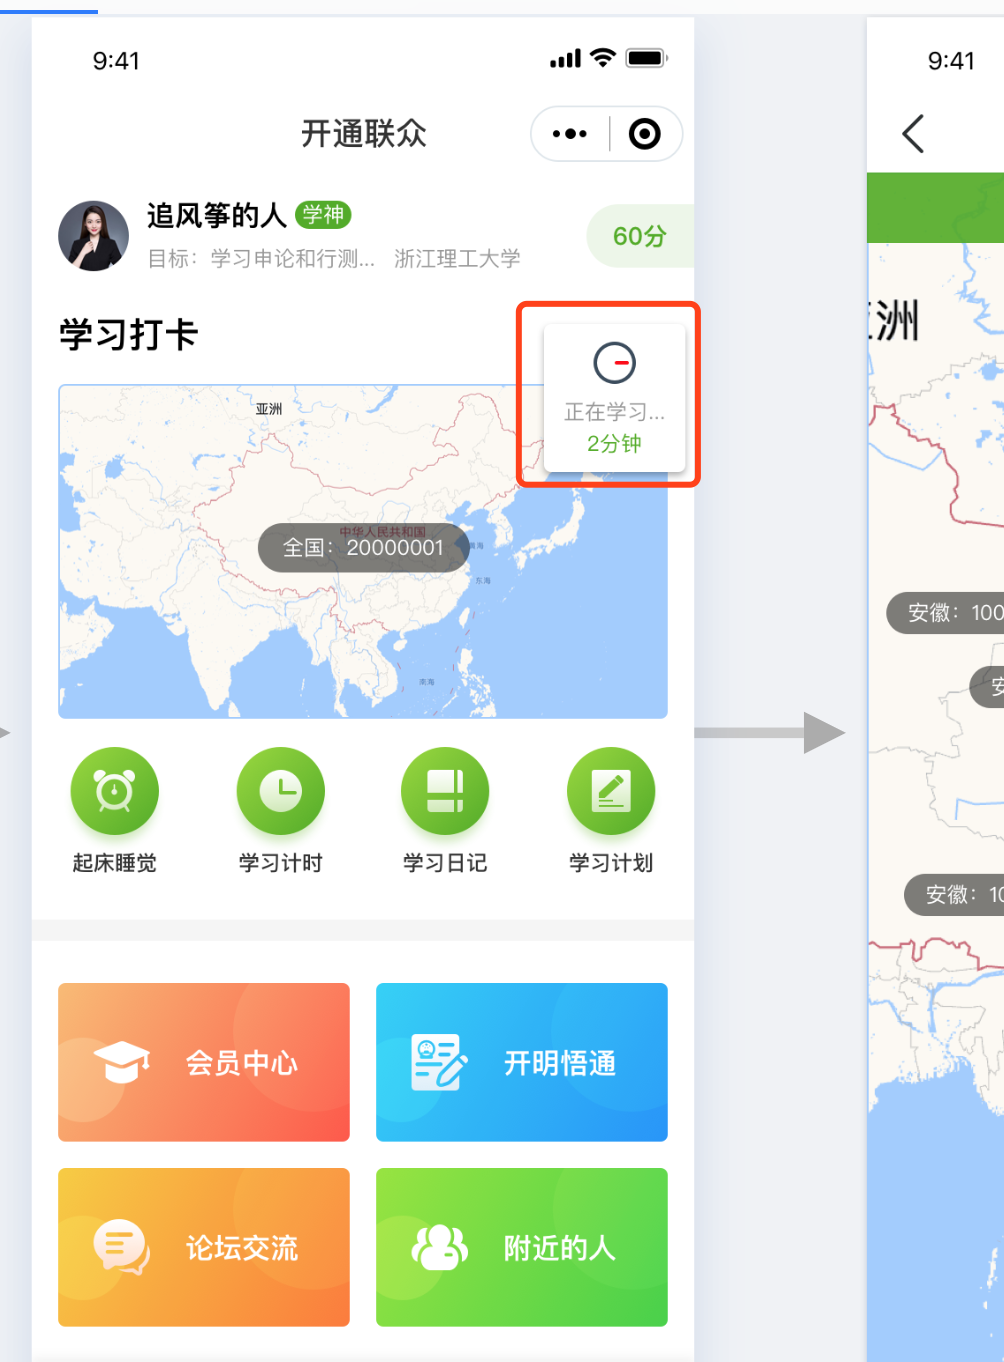 9:41
开通联众
追风筝的人 学神
目标：学习申论和行测... 浙江理工大学
60分
学习打卡
正在学习...
2分钟
亚洲
中华人民共和国
全国：20000001
黄海
东海
南海
起床睡觉
学习计时
学习日记
学习计划
会员中心
开明悟通
论坛交流
附近的人
9:41
洲
安徽：100
安
安徽：10